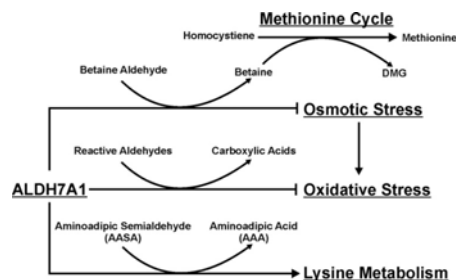 Methionine Cycle
Homocystiene
Methionine
Betaine Aldehyde
Betaine
DMG
Osmotic Stress
Reactive Aldehydes
Carboxylic Acids
ALDH7A1
Oxidative Stress
Aminoadipic Semialdehyde
(AASA)
Aminoadipic Acid
(AAA)
Lysine Metabolism